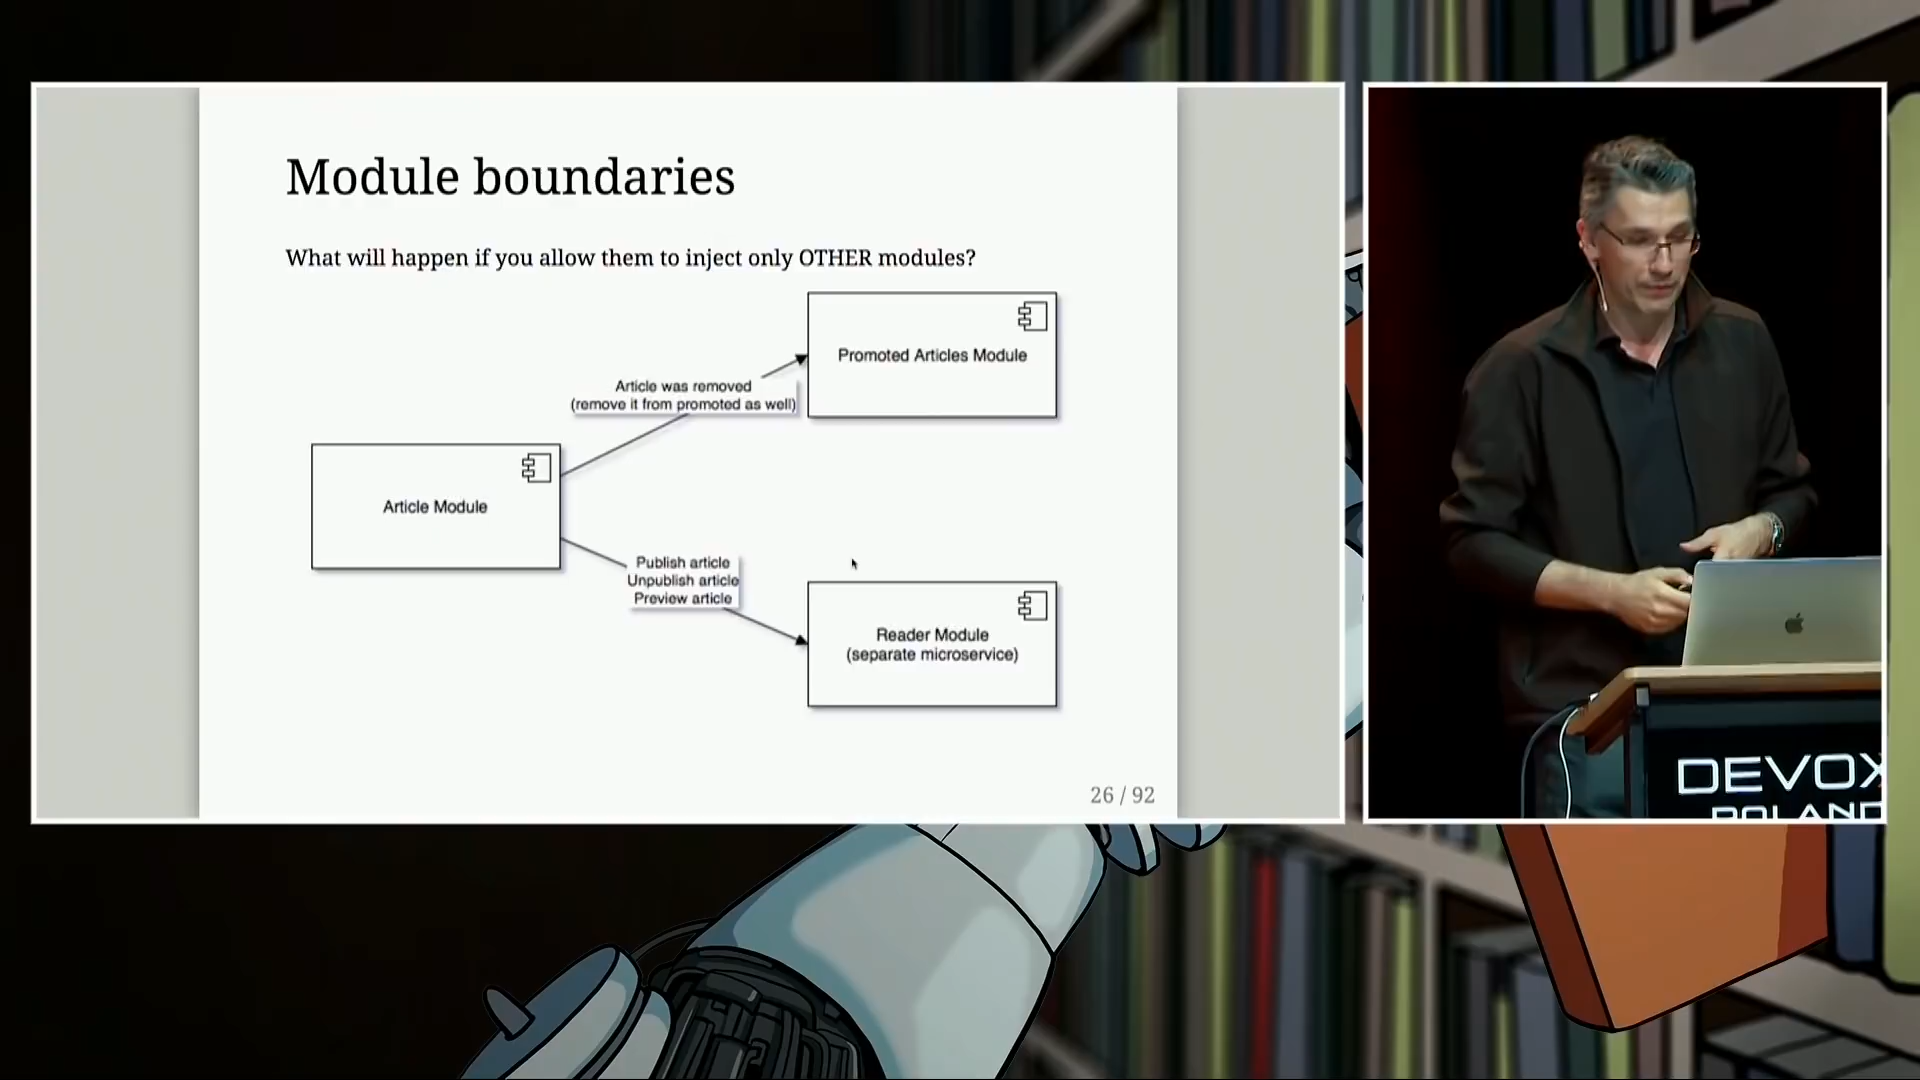 Module boundaries
What will happen if you allow them to inject only OTHER modules?
Promoted Articles Module
Article was removed
(remove it from promoted as well)
Article Module
Publish article
Unpublish article
Preview article
Reader Module
(separate microservice)
26 / 92
DEVOX
POLAND